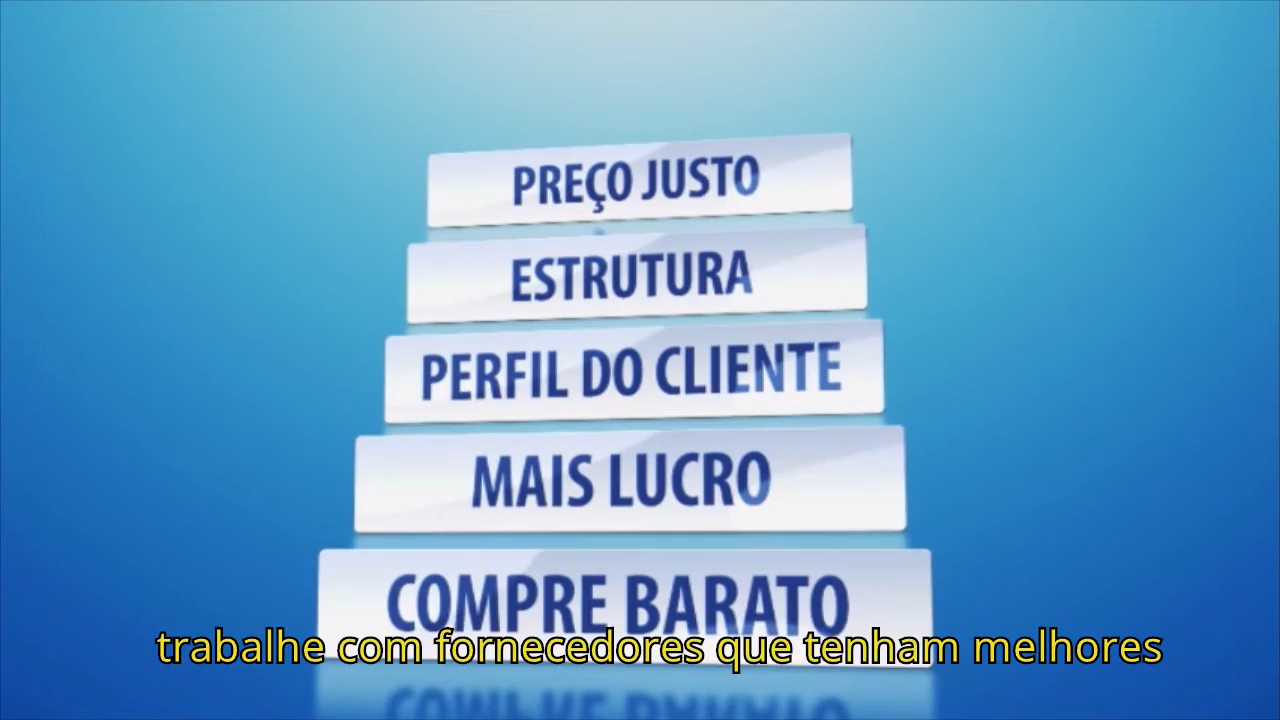 PREÇO JUSTO
ESTRUTURA
PERFIL DO CLIENTE
MAIS LUCRO
COMPRE BARATO
trabalhe com fornecedores que tenham melhores